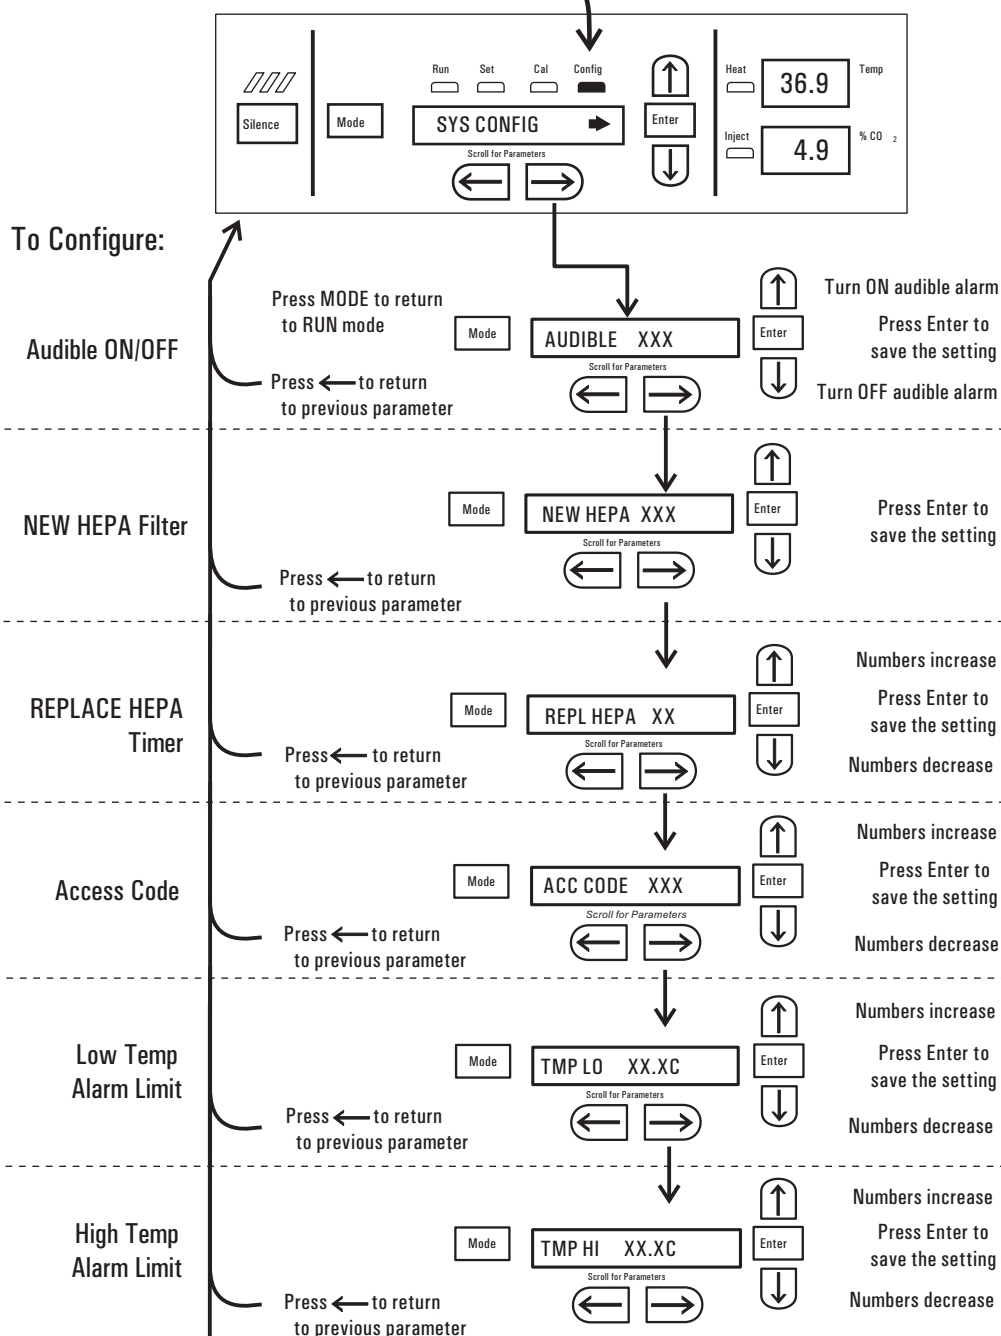 Run Set Cal Config
Heat 36.9 Temp
Silence
Mode
SYS CONFIG
Enter
Inject 4.9 % CO 2
Scroll for Parameters
To Configure:
Audible ON/OFF
Press MODE to return
to RUN mode
Press ← to return
to previous parameter
Mode
AUDIBLE XXX
Scroll for Parameters
Enter
Turn ON audible alarm
Press Enter to
save the setting
Turn OFF audible alarm
NEW HEPA Filter
Press ← to return
to previous parameter
Mode
NEW HEPA XXX
Scroll for Parameters
Enter
Press Enter to
save the setting
REPLACE HEPA
Timer
Press ← to return
to previous parameter
Mode
REPL HEPA XX
Scroll for Parameters
Enter
Numbers increase
Press Enter to
save the setting
Numbers decrease
Access Code
Press ← to return
to previous parameter
Mode
ACC CODE XXX
Scroll for Parameters
Enter
Numbers increase
Press Enter to
save the setting
Numbers decrease
Low Temp
Alarm Limit
Press ← to return
to previous parameter
Mode
TMP LO XX.XC
Scroll for Parameters
Enter
Numbers increase
Press Enter to
save the setting
Numbers decrease
High Temp
Alarm Limit
Press ← to return
to previous parameter
Mode
TMP HI XX.XC
Scroll for Parameters
Enter
Numbers increase
Press Enter to
save the setting
Numbers decrease